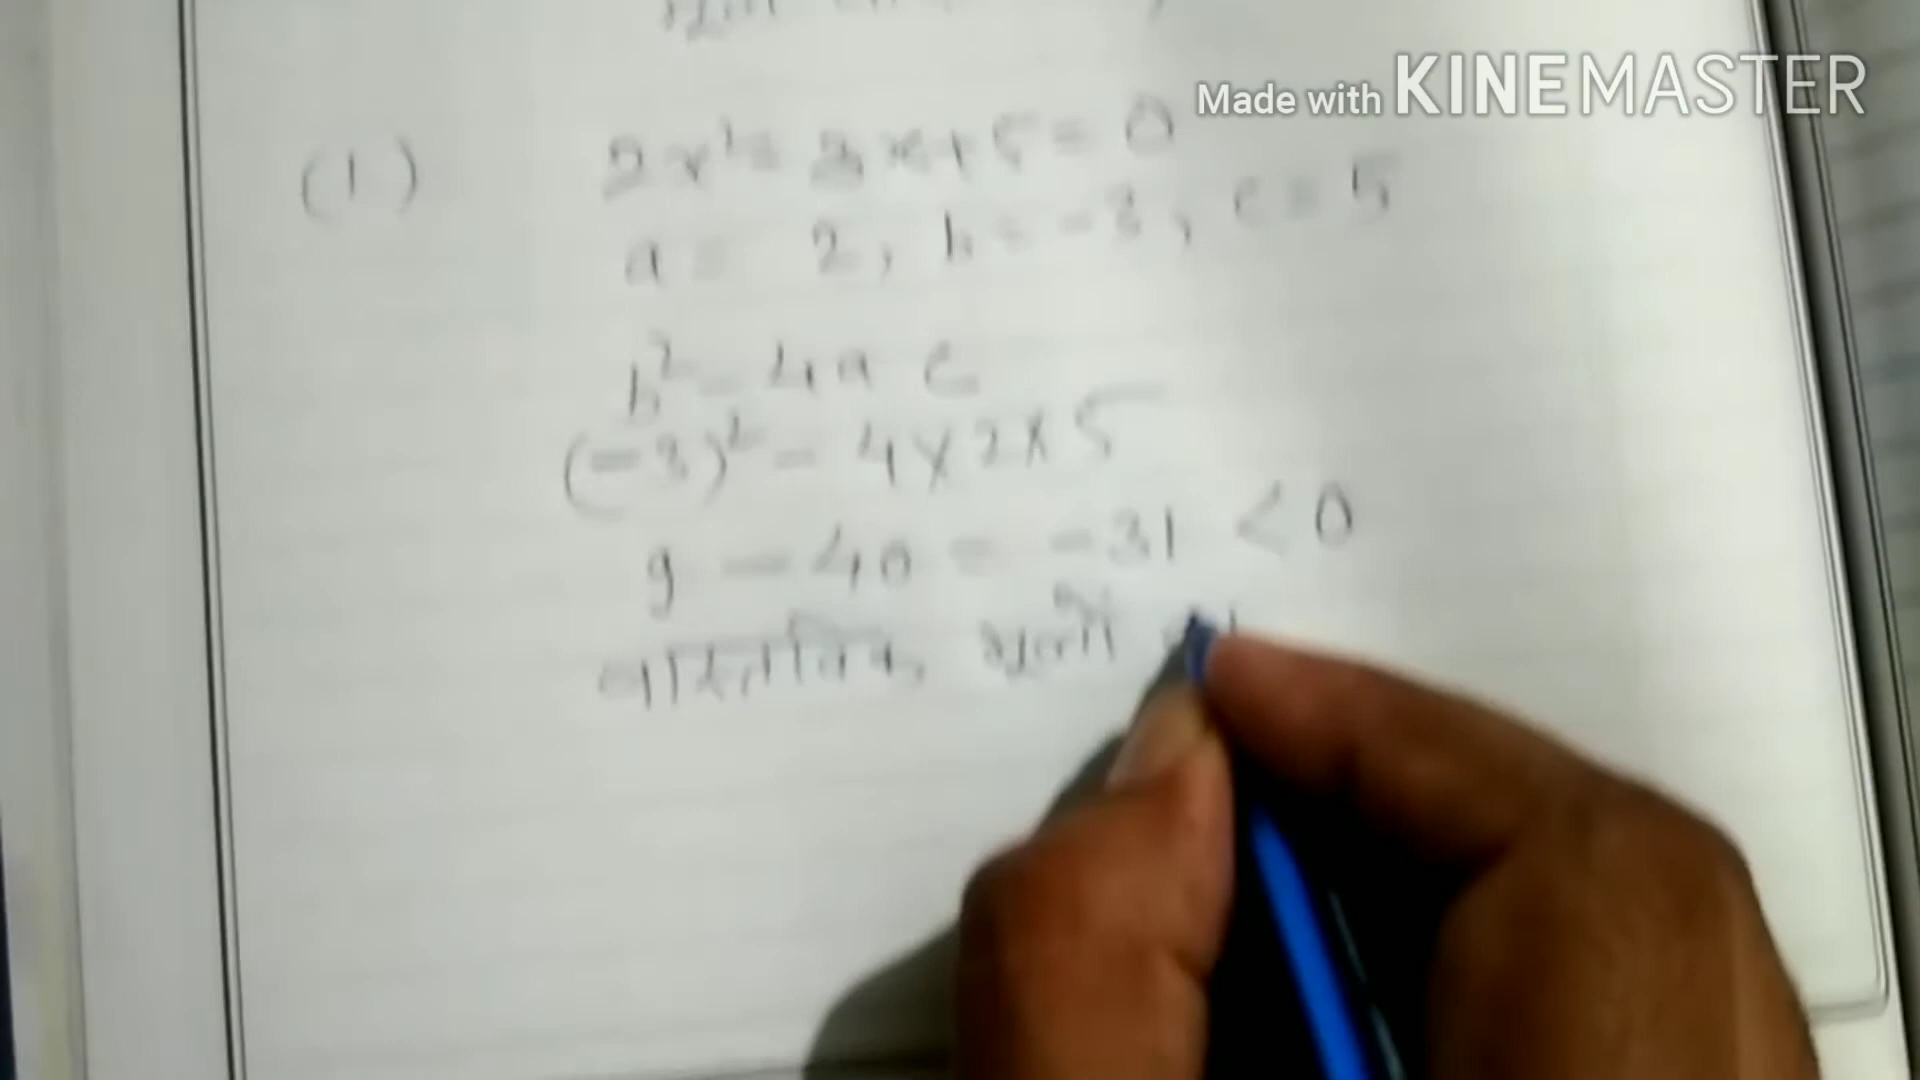 Made with KINEMASTER
(1) 2x² - 3x + 5 = 0
a = 2, b = -3, c = 5
b² - 4ac
(-3)² - 4 × 2 × 5
9 - 40 = -31 < 0